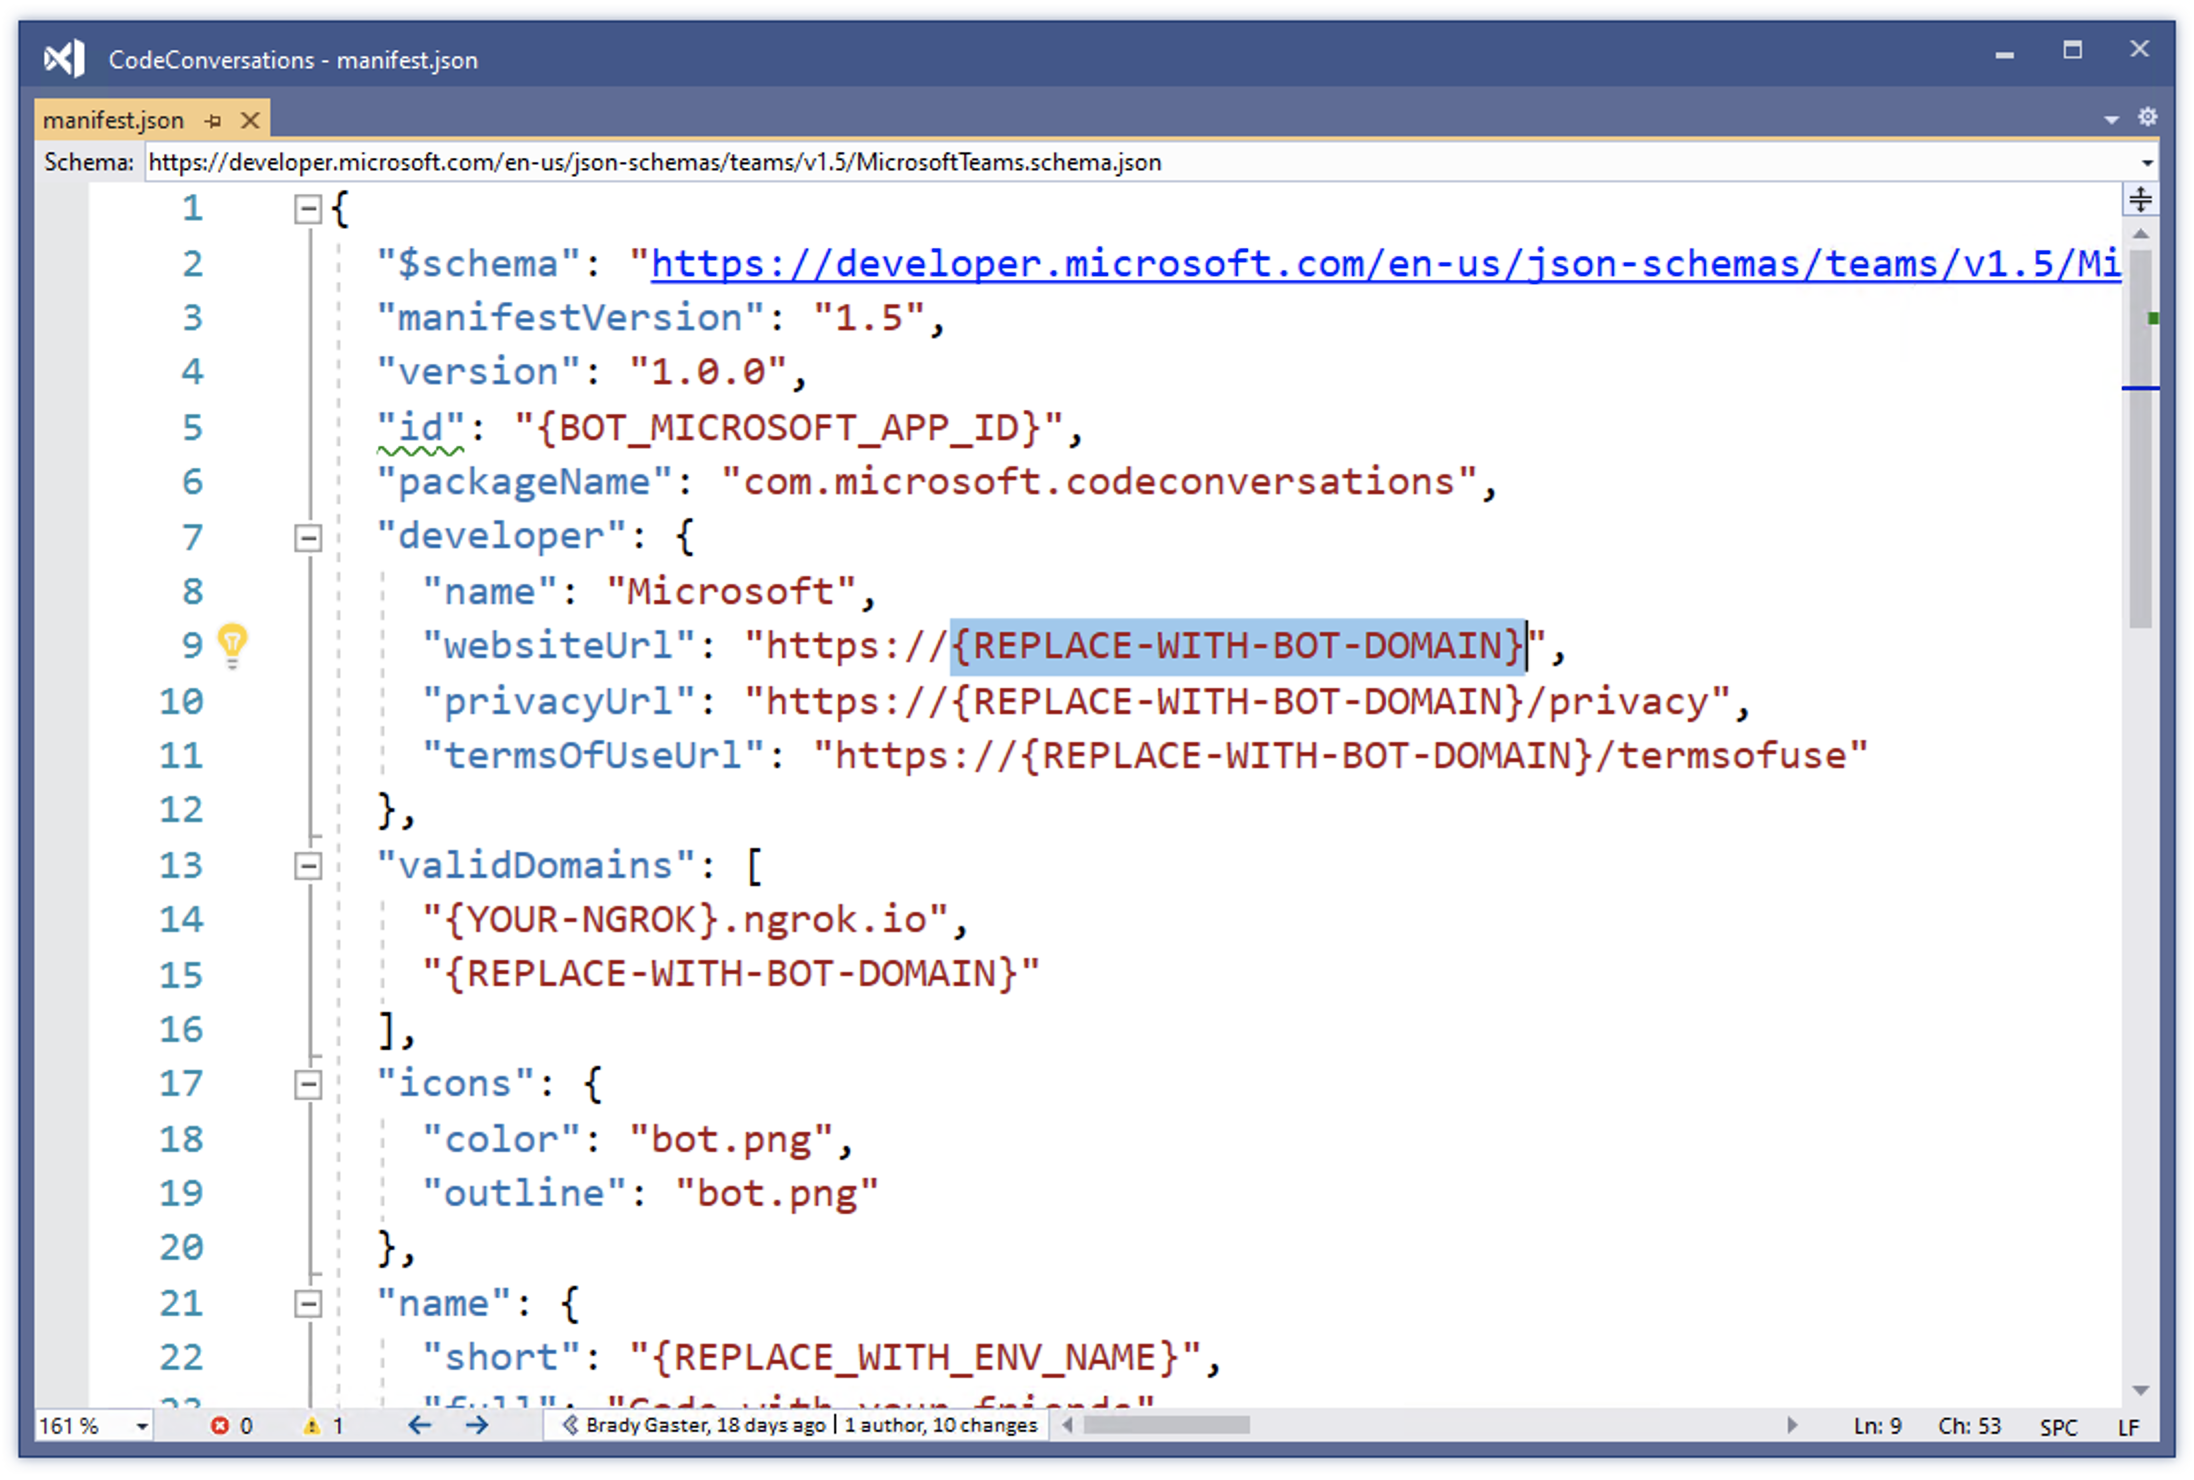 CodeConversations - manifest.json
manifest.json
Schema: https://developer.microsoft.com/en-us/json-schemas/teams/v1.5/MicrosoftTeams.schema.json
1 {
2 "$schema": "https://developer.microsoft.com/en-us/json-schemas/teams/v1.5/Mi
3 "manifestVersion": "1.5",
4 "version": "1.0.0",
5 "id": "{BOT_MICROSOFT_APP_ID}",
6 "packageName": "com.microsoft.codeconversations",
7 "developer": {
8 "name": "Microsoft",
9 "websiteUrl": "https://{REPLACE-WITH-BOT-DOMAIN}",
10 "privacyUrl": "https://{REPLACE-WITH-BOT-DOMAIN}/privacy",
11 "termsOfUseUrl": "https://{REPLACE-WITH-BOT-DOMAIN}/termsofuse"
12 },
13 "validDomains": [
14 "{YOUR-NGROK}.ngrok.io",
15 "{REPLACE-WITH-BOT-DOMAIN}"
16 ],
17 "icons": {
18 "color": "bot.png",
19 "outline": "bot.png"
20 },
21 "name": {
22 "short": "{REPLACE_WITH_ENV_NAME}",
23 "full": "Code with your friends"
161 % 0 1 Brady Gaster, 18 days ago | 1 author, 10 changes Ln: 9 Ch: 53 SPC LF